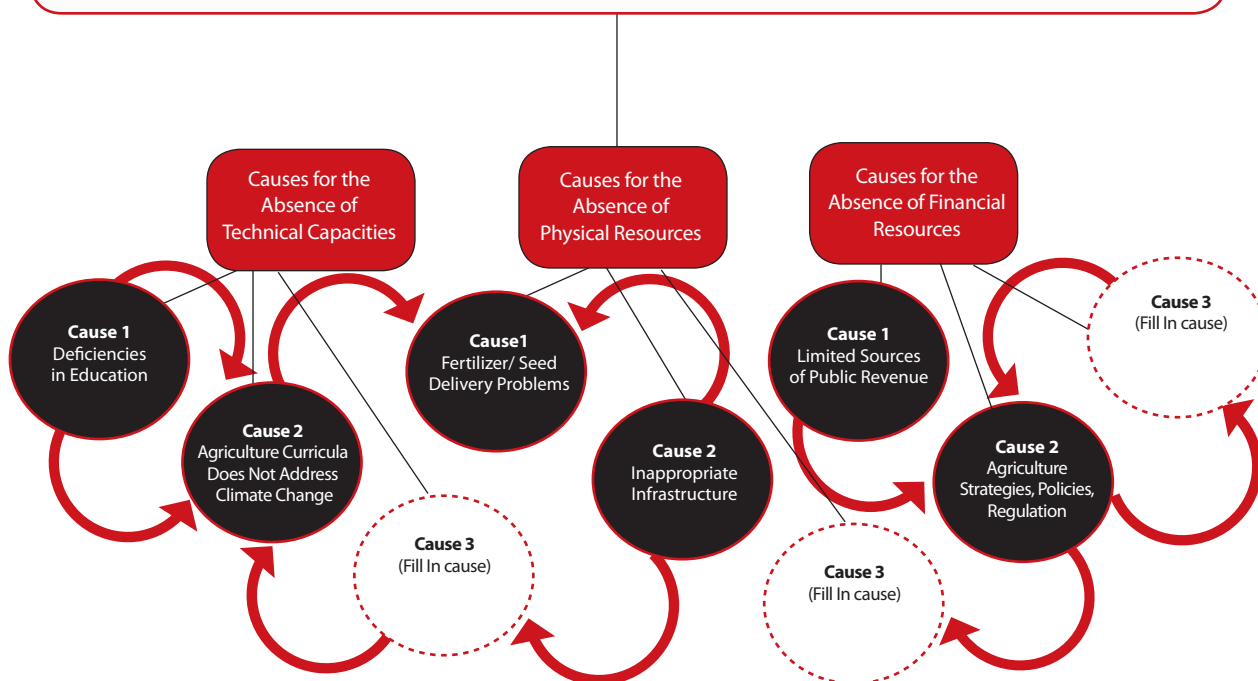 Causes for the
Absence of
Technical Capacities
Causes for the
Absence of
Physical Resources
Causes for the
Absence of Financial
Resources
Cause 1
Deficiencies
in Education
Cause 2
Agriculture Curricula
Does Not Address
Climate Change
Cause 3
(Fill In cause)
Cause1
Fertilizer/ Seed
Delivery Problems
Cause 2
Inappropriate
Infrastructure
Cause 3
(Fill In cause)
Cause 1
Limited Sources
of Public Revenue
Cause 2
Agriculture
Strategies, Policies,
Regulation
Cause 3
(Fill In cause)